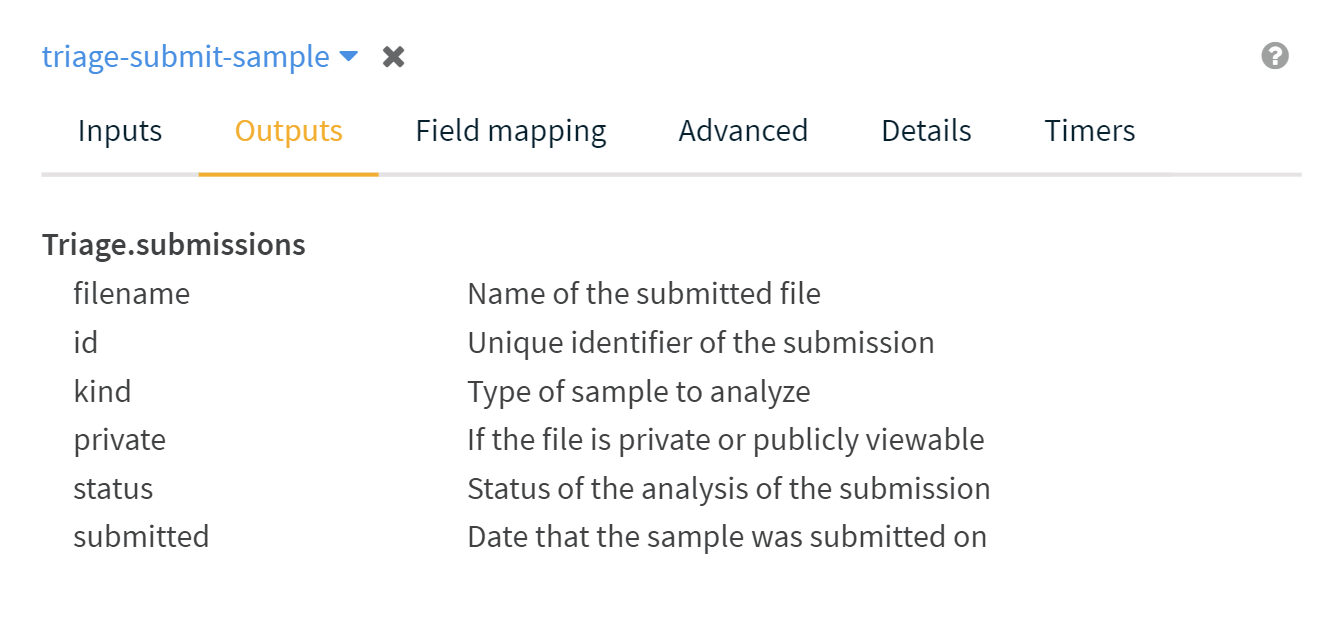 triage-submit-sample
Inputs Outputs Field mapping Advanced Details Timers
Triage.submissions
filename Name of the submitted file
id Unique identifier of the submission
kind Type of sample to analyze
private If the file is private or publicly viewable
status Status of the analysis of the submission
submitted Date that the sample was submitted on